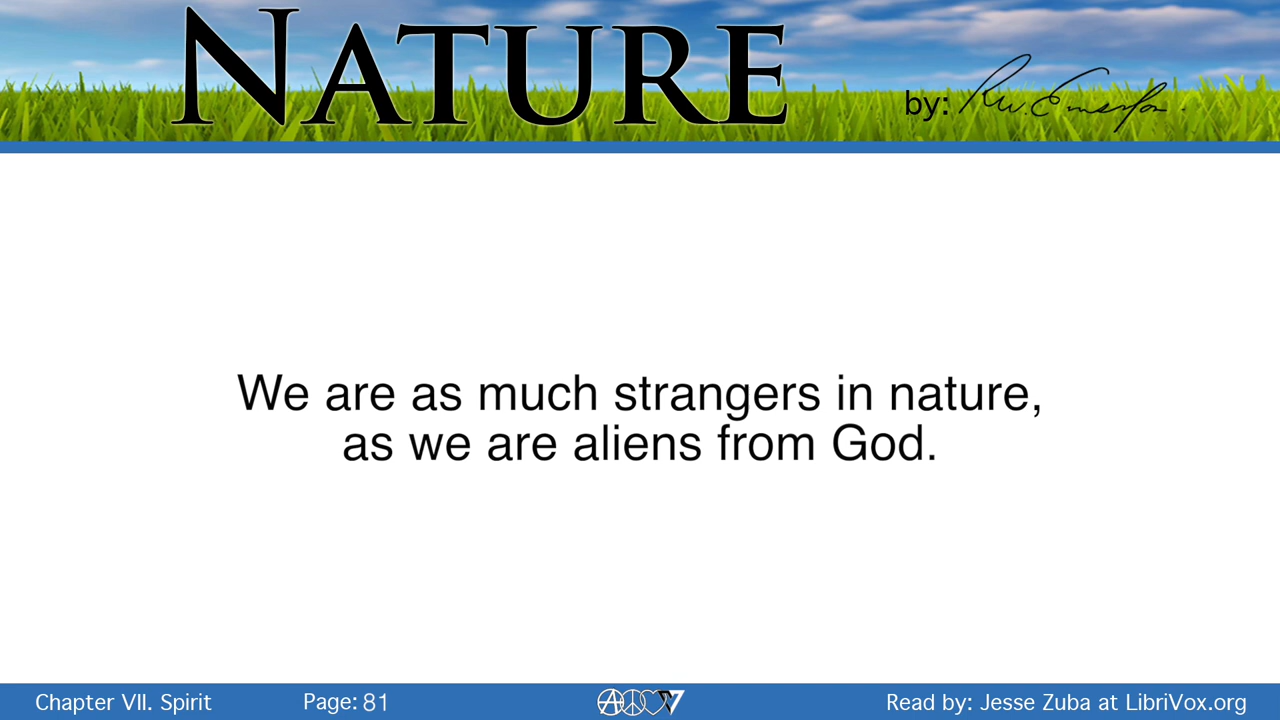 NATURE
by: R.W. Emerson.
We are as much strangers in nature,
as we are aliens from God.
Chapter VII. Spirit Page: 81 Read by: Jesse Zuba at LibriVox.org